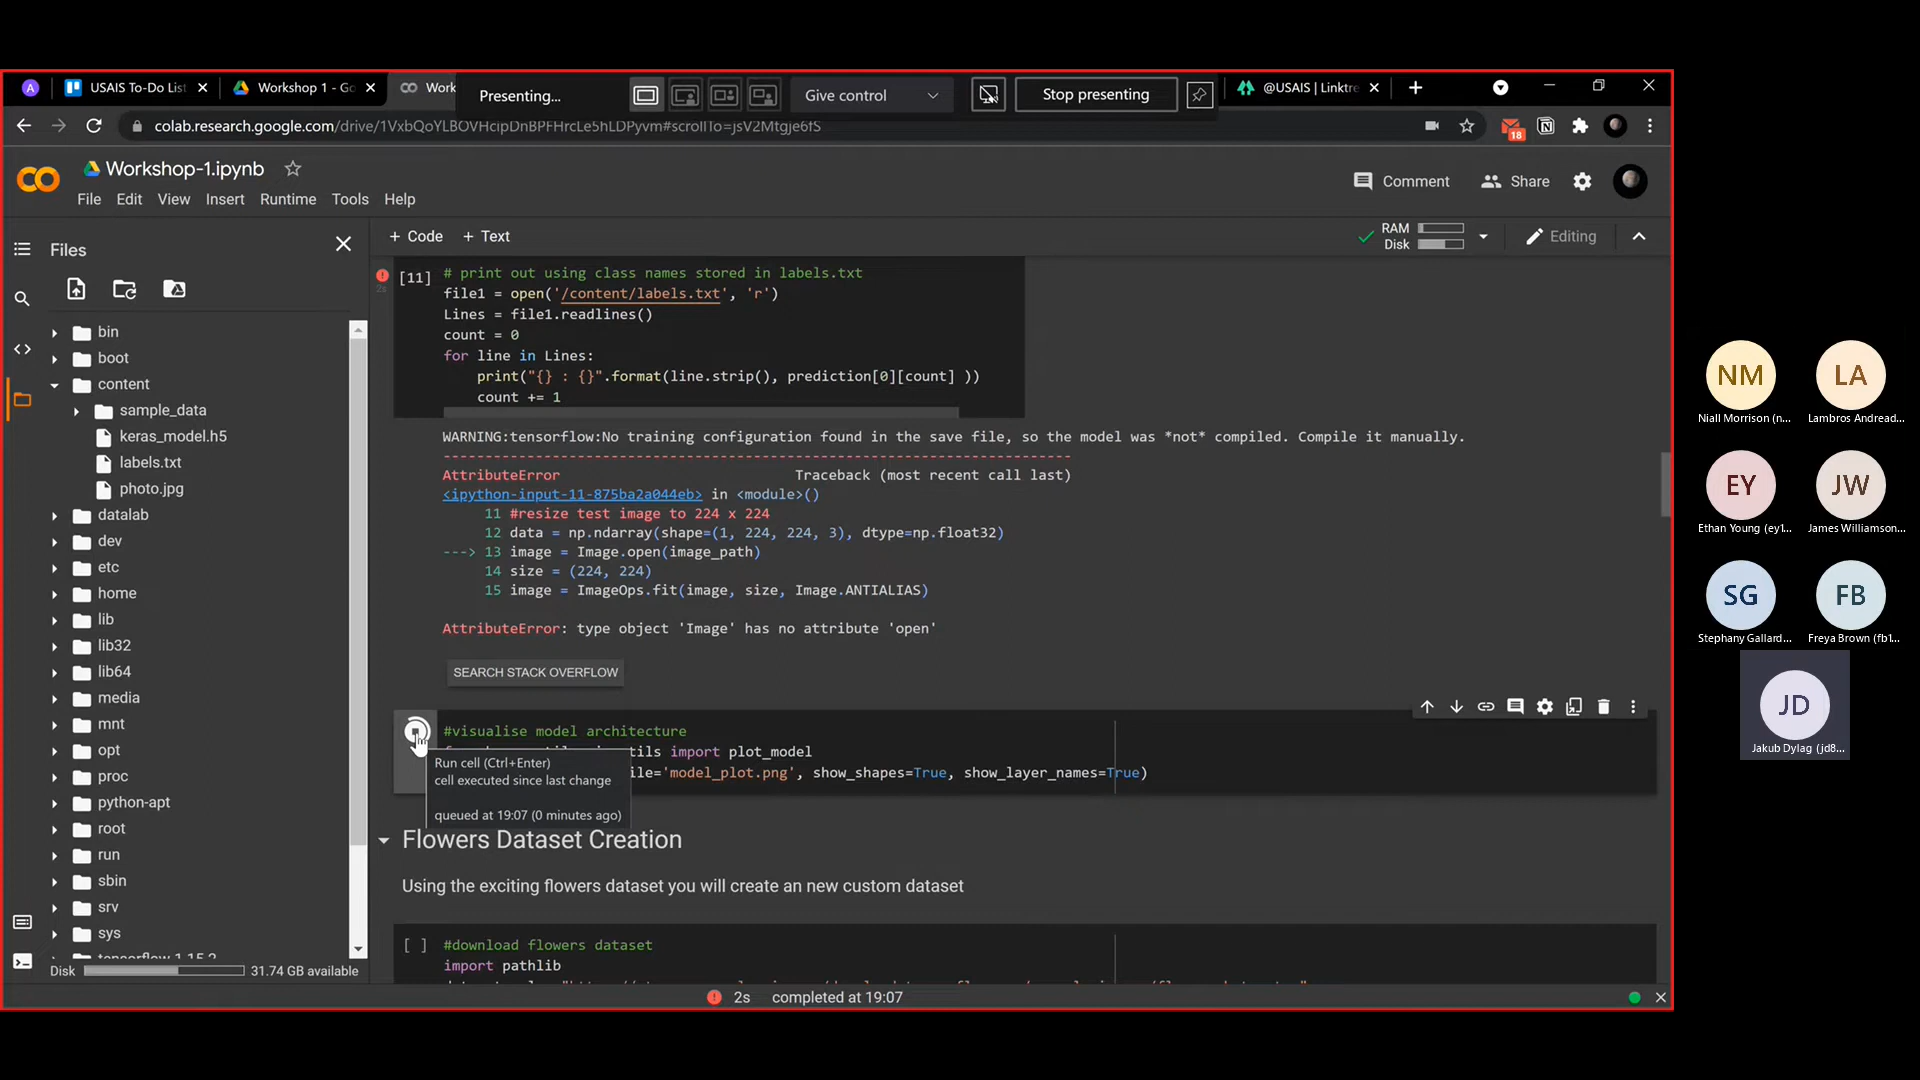 A
USAIS To-Do List
Workshop 1 - Go
Work
Presenting...
Give control
Stop presenting
@USAIS | Linktre
colab.research.google.com/drive/1VxbQoYLBOVHcipDnBPFHrcLe5hLDPyvm#scrollTo=jsV2Mtgje6fS
18
Workshop-1.ipynb
File Edit View Insert Runtime Tools Help
Comment
Share
Files
+ Code + Text
RAM
Disk
Editing
bin
boot
content
sample_data
keras_model.h5
labels.txt
photo.jpg
datalab
dev
etc
home
lib
lib32
lib64
media
mnt
opt
proc
python-apt
root
run
sbin
srv
sys
tensorflow-1.15.2
Disk
31.74 GB available
[11]
2s
# print out using class names stored in labels.txt
file1 = open('/content/labels.txt', 'r')
Lines = file1.readlines()
count = 0
for line in Lines:
print("{} : {}".format(line.strip(), prediction[0][count] ))
count += 1
WARNING:tensorflow:No training configuration found in the save file, so the model was *not* compiled. Compile it manually.
---------------------------------------------------------------------------
AttributeError Traceback (most recent call last)
<ipython-input-11-875ba2a044eb> in <module>()
11 #resize test image to 224 x 224
12 data = np.ndarray(shape=(1, 224, 224, 3), dtype=np.float32)
---> 13 image = Image.open(image_path)
14 size = (224, 224)
15 image = ImageOps.fit(image, size, Image.ANTIALIAS)
AttributeError: type object 'Image' has no attribute 'open'
SEARCH STACK OVERFLOW
#visualise model architecture
tils import plot_model
ile='model_plot.png', show_shapes=True, show_layer_names=True)
Run cell (Ctrl+Enter)
cell executed since last change
queued at 19:07 (0 minutes ago)
Flowers Dataset Creation
Using the exciting flowers dataset you will create an new custom dataset
[ ]
#download flowers dataset
import pathlib
2s completed at 19:07
NM
Niall Morrison (n...
LA
Lambros Andread...
EY
Ethan Young (ey1...
JW
James Williamson...
SG
Stephany Gallard...
FB
Freya Brown (fb1...
JD
Jakub Dylag (jd8...